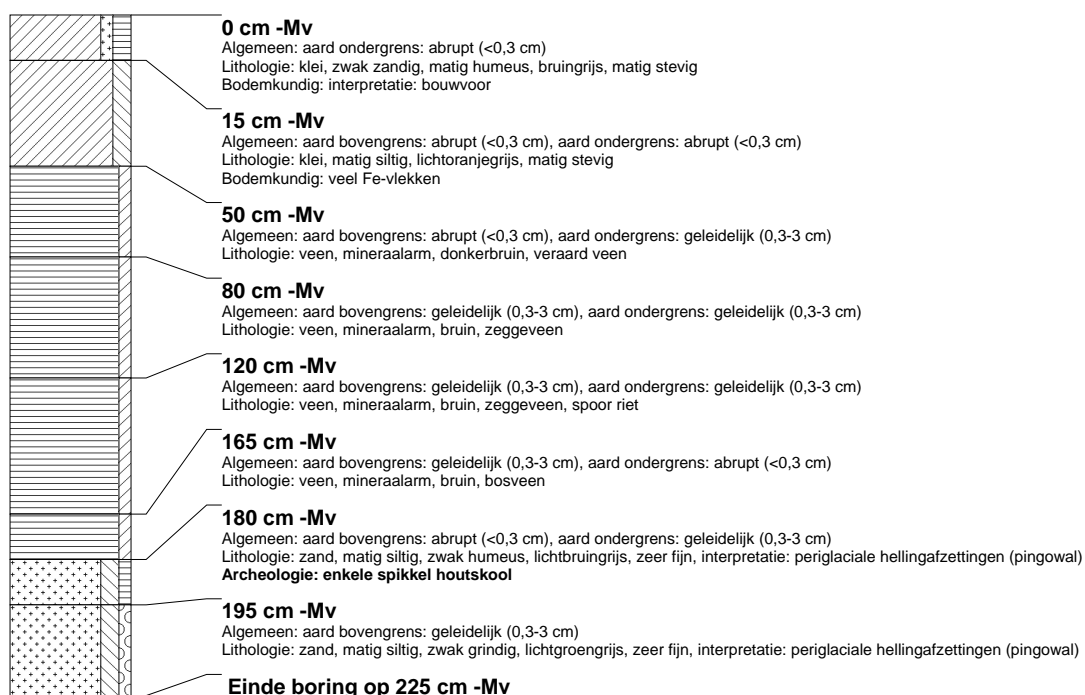 0 cm -Mv
Algemeen: aard ondergrens: abrupt (<0,3 cm)
Lithologie: klei, zwak zandig, matig humeus, bruingrijs, matig stevig
Bodemkundig: interpretatie: bouwvoor
15 cm -Mv
Algemeen: aard bovengrens: abrupt (<0,3 cm), aard ondergrens: abrupt (<0,3 cm)
Lithologie: klei, matig siltig, lichtoranjegrijs, matig stevig
Bodemkundig: veel Fe-vlekken
50 cm -Mv
Algemeen: aard bovengrens: abrupt (<0,3 cm), aard ondergrens: geleidelijk (0,3-3 cm)
Lithologie: veen, mineraalarm, donkerbruin, veraard veen
80 cm -Mv
Algemeen: aard bovengrens: geleidelijk (0,3-3 cm), aard ondergrens: geleidelijk (0,3-3 cm)
Lithologie: veen, mineraalarm, bruin, zeggeveen
120 cm -Mv
Algemeen: aard bovengrens: geleidelijk (0,3-3 cm), aard ondergrens: geleidelijk (0,3-3 cm)
Lithologie: veen, mineraalarm, bruin, zeggeveen, spoor riet
165 cm -Mv
Algemeen: aard bovengrens: geleidelijk (0,3-3 cm), aard ondergrens: abrupt (<0,3 cm)
Lithologie: veen, mineraalarm, bruin, bosveen
180 cm -Mv
Algemeen: aard bovengrens: abrupt (<0,3 cm), aard ondergrens: geleidelijk (0,3-3 cm)
Lithologie: zand, matig siltig, zwak humeus, lichtbruingrijs, zeer fijn, interpretatie: periglaciale hellingafzettingen (pingowal)
Archeologie: enkele spikkel houtskool
195 cm -Mv
Algemeen: aard bovengrens: geleidelijk (0,3-3 cm)
Lithologie: zand, matig siltig, zwak grindig, lichtgroengrijs, zeer fijn, interpretatie: periglaciale hellingafzettingen (pingowal)
Einde boring op 225 cm -Mv